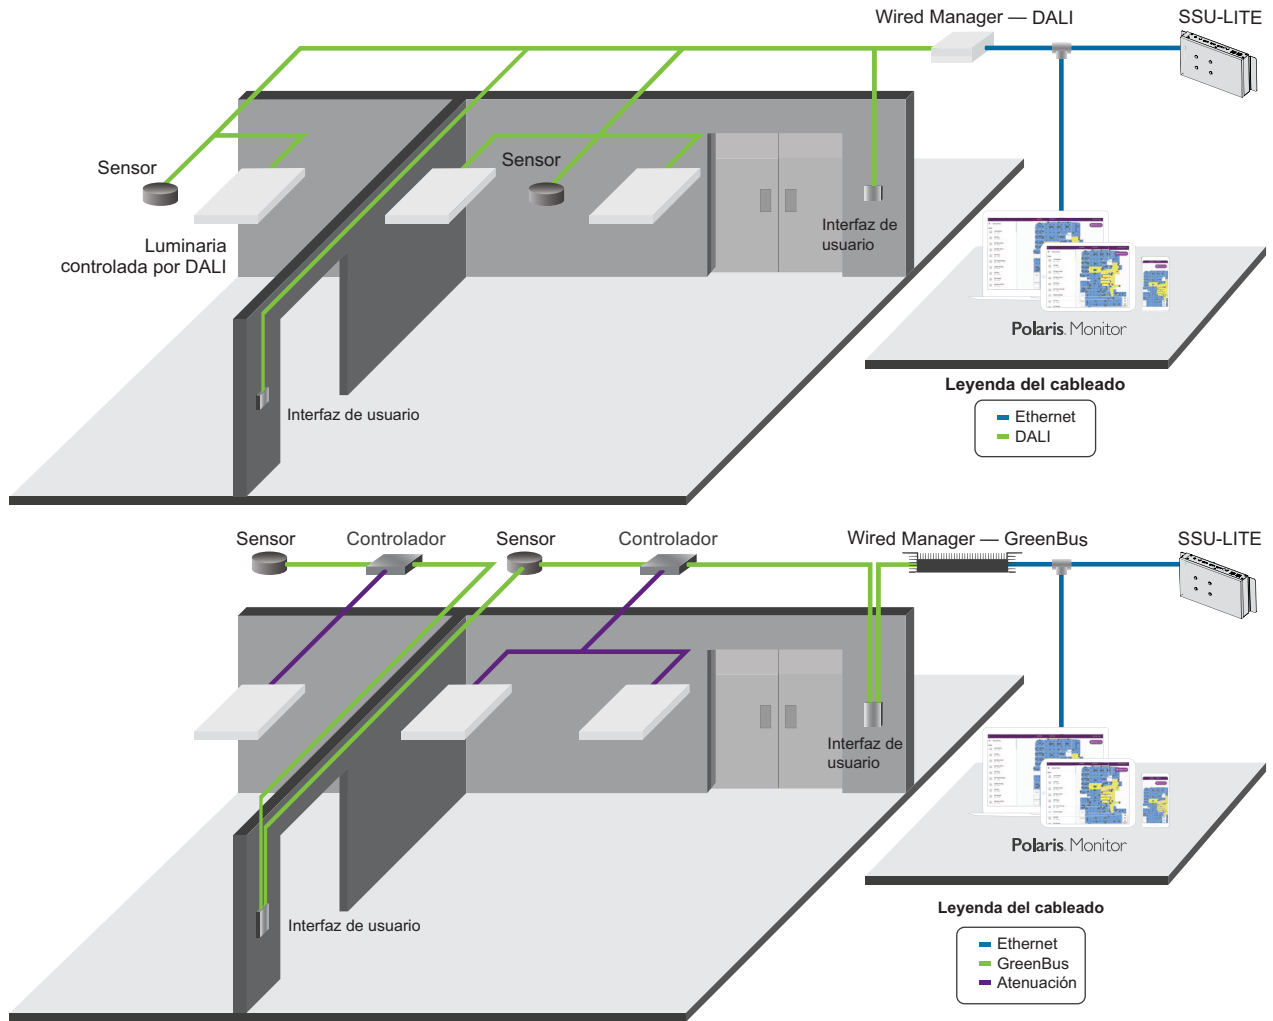 Wired Manager — DALI
SSU-LITE
Sensor
Sensor
Luminaria
controlada por DALI
Interfaz de
usuario
Interfaz de usuario
Polaris. Monitor
Leyenda del cableado
Ethernet
DALI
Sensor
Controlador
Sensor
Controlador
Wired Manager — GreenBus
SSU-LITE
Interfaz de
usuario
Interfaz de usuario
Polaris. Monitor
Leyenda del cableado
Ethernet
GreenBus
Atenuación